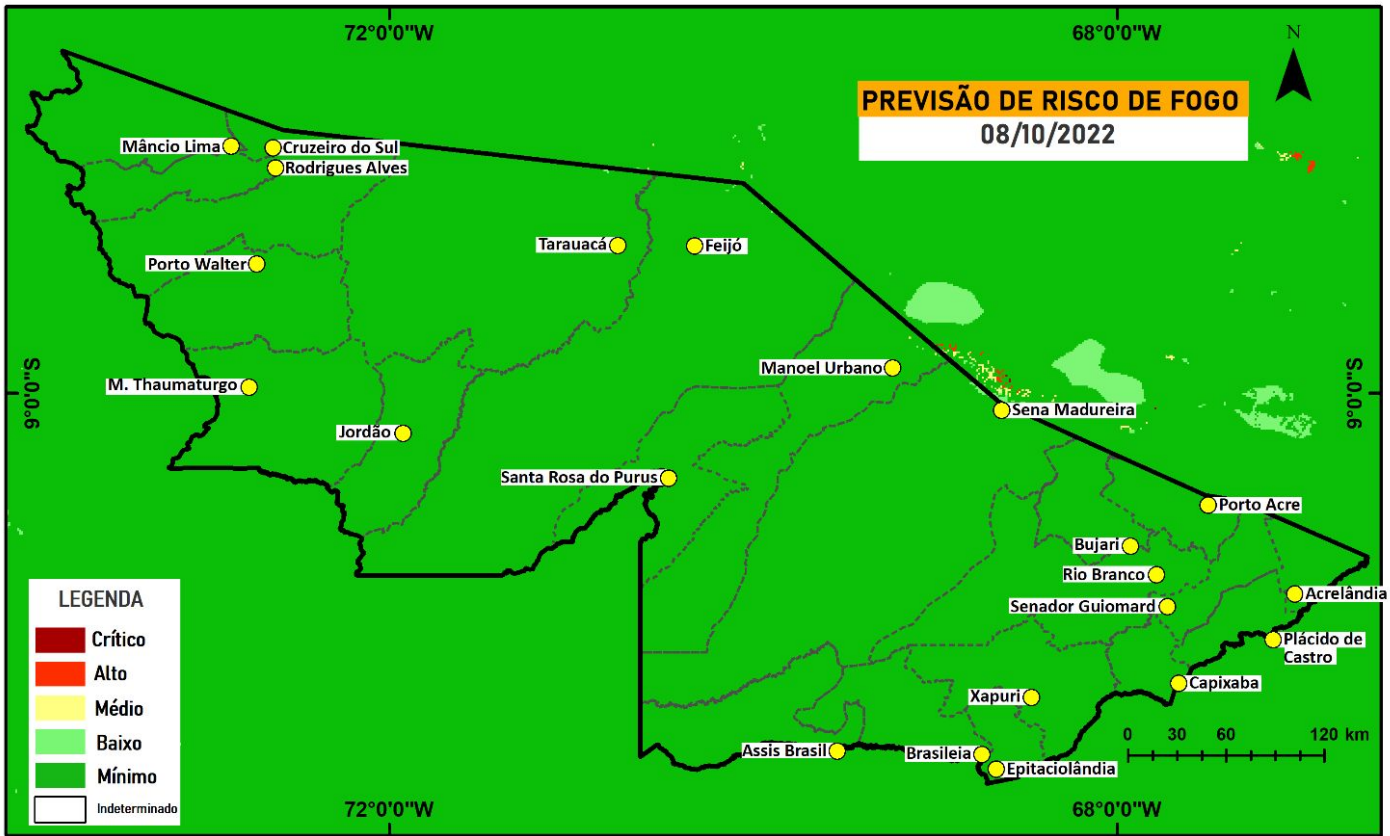 72°0'0"W
68°0'0"W
N
PREVISÃO DE RISCO DE FOGO
08/10/2022
Mâncio Lima
Cruzeiro do Sul
Rodrigues Alves
Tarauacá
Feijó
Porto Walter
Manoel Urbano
M. Thaumaturgo
9°0'0"S
9°0'0"S
Sena Madureira
Jordão
Santa Rosa do Purus
Porto Acre
Bujari
Rio Branco
Acrelândia
Senador Guiomard
Plácido de
Castro
Capixaba
Xapuri
Assis Brasil
Brasileia
Epitaciolândia
LEGENDA
Crítico
Alto
Médio
Baixo
Mínimo
Indeterminado
0 30 60 120 km
72°0'0"W
68°0'0"W